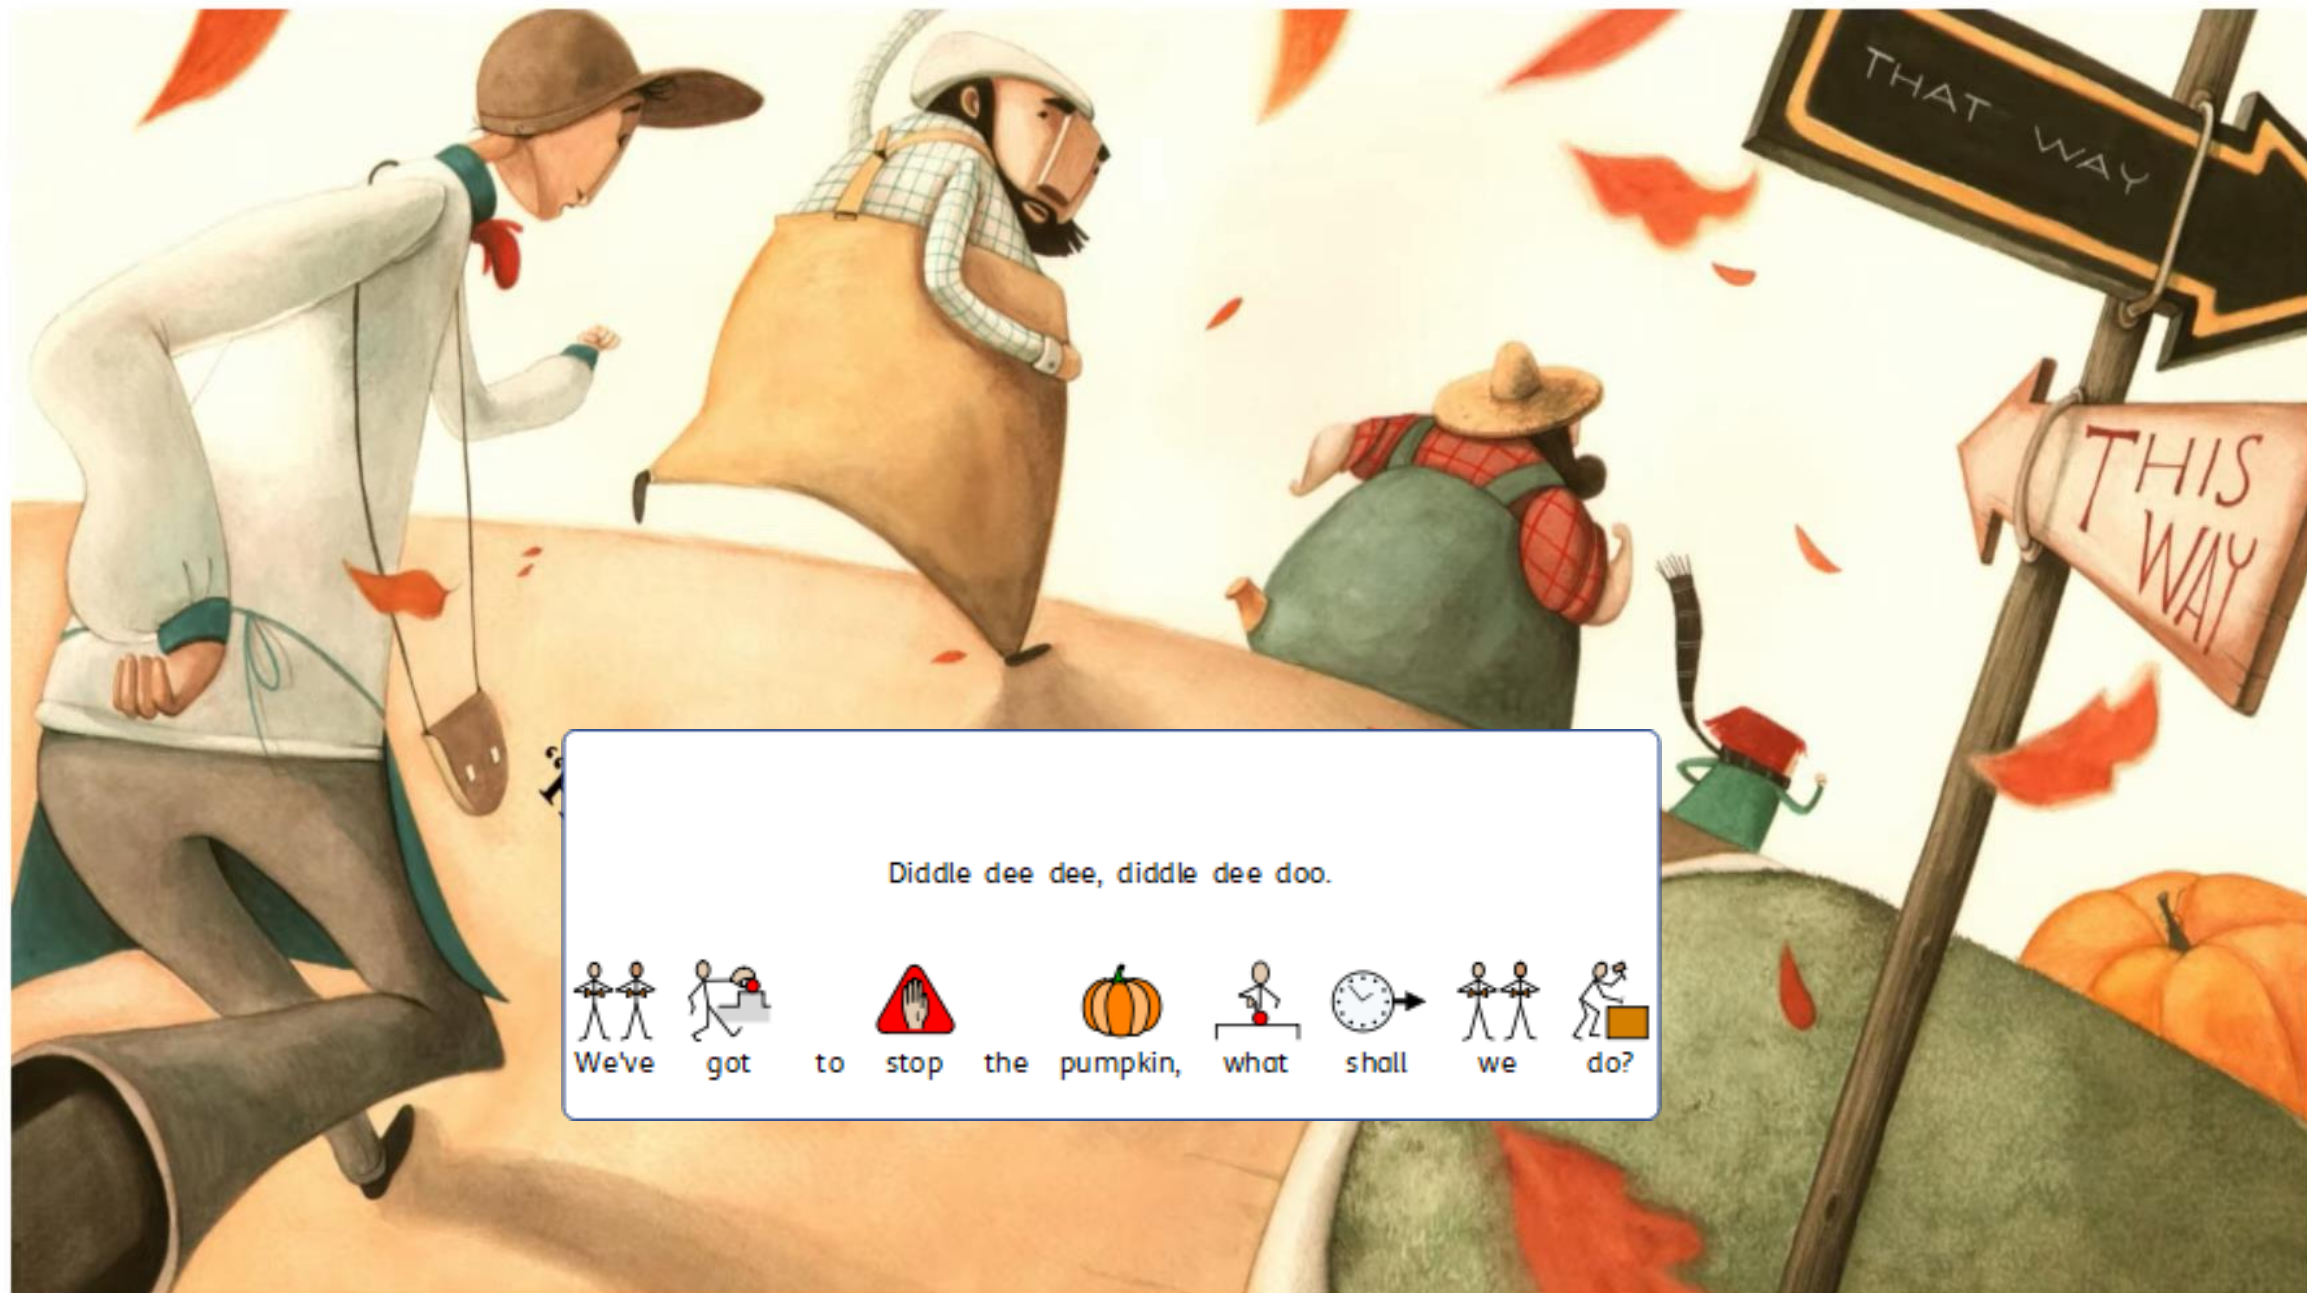 THAT WAY
THIS
WAY
Diddle dee dee, diddle dee doo.
We've got to stop the pumpkin, what shall we do?